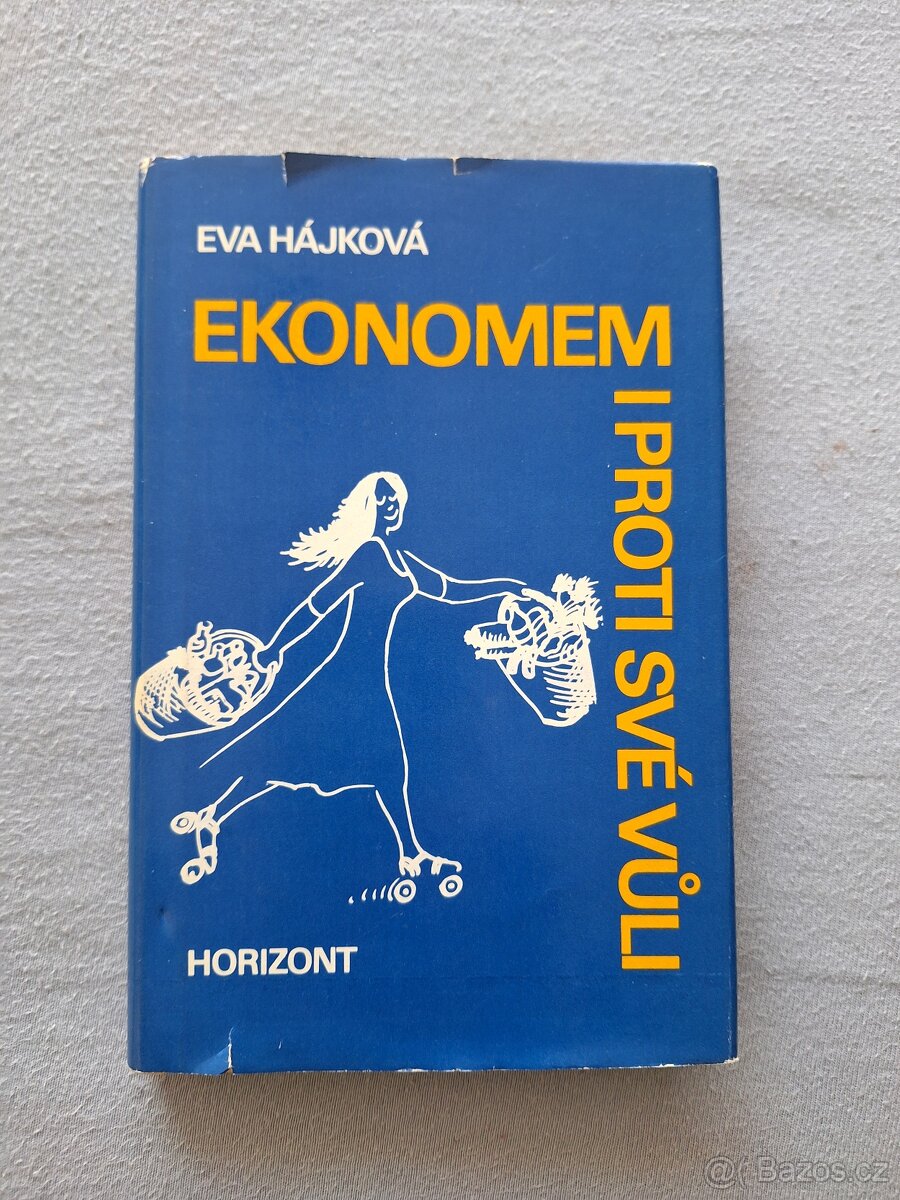 EVA HÁJKOVÁ
EKONOMEM
I PROTI SVÉ VŮLI
HORIZONT
@( Bazos.cz